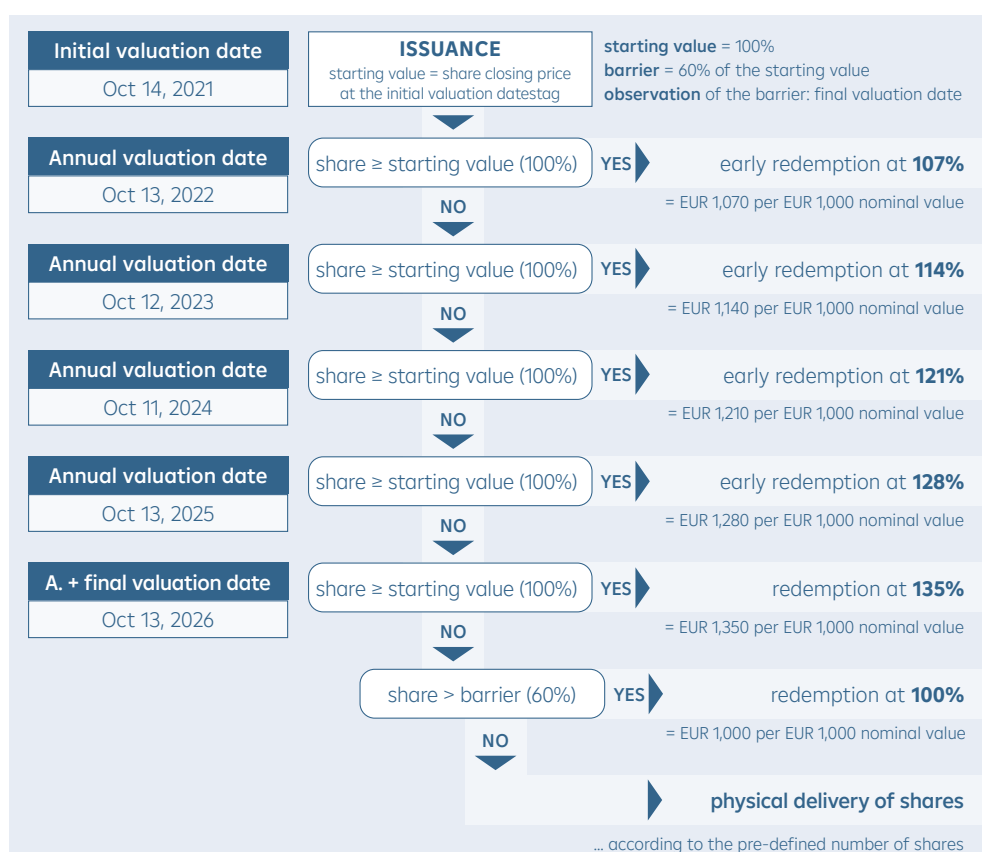 Initial valuation date
Oct 14, 2021
ISSUANCE
starting value = share closing price
at the initial valuation datestag
starting value = 100%
barrier = 60% of the starting value
observation of the barrier: final valuation date
Annual valuation date
Oct 13, 2022
share ≥ starting value (100%)
YES
early redemption at 107%
= EUR 1,070 per EUR 1,000 nominal value
NO
Annual valuation date
Oct 12, 2023
share ≥ starting value (100%)
YES
early redemption at 114%
= EUR 1,140 per EUR 1,000 nominal value
NO
Annual valuation date
Oct 11, 2024
share ≥ starting value (100%)
YES
early redemption at 121%
= EUR 1,210 per EUR 1,000 nominal value
NO
Annual valuation date
Oct 13, 2025
share ≥ starting value (100%)
YES
early redemption at 128%
= EUR 1,280 per EUR 1,000 nominal value
NO
A. + final valuation date
Oct 13, 2026
share ≥ starting value (100%)
YES
redemption at 135%
= EUR 1,350 per EUR 1,000 nominal value
NO
share > barrier (60%)
YES
redemption at 100%
= EUR 1,000 per EUR 1,000 nominal value
NO
physical delivery of shares
... according to the pre-defined number of shares